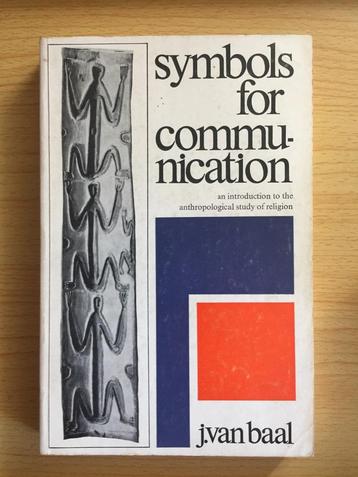 symbols
for
commu-
nication
an introduction to the
anthropological study of religion
j.van baal